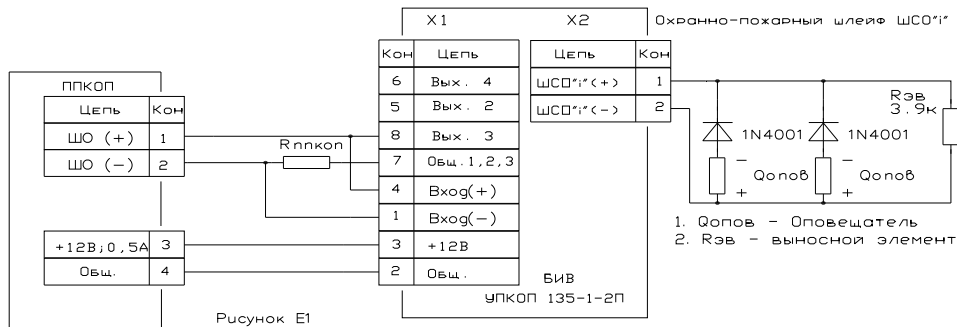 X1 X2 Охранно-пожарный шлейф ШСО"i"
Кон Цепь Цепь Кон
6 Вых. 4 ШСО"i"(+) 1
5 Вых. 2 ШСО"i"(-) 2
8 Вых. 3
7 Общ.1,2,3
4 Вход(+)
1 Вход(-)
3 +12В
2 Общ.
ППКОП
Цепь Кон
ШО (+) 1
ШО (-) 2
+12В;0,5А 3
Общ. 4
Rппкоп
Rэв
3.9к
1N4001 1N4001
- Qопов - Qопов
+ +
1. Qопов - Оповещатель
2. Rэв - выносной элемент
БИВ
УПКОП 135-1-2П
Рисунок Е1